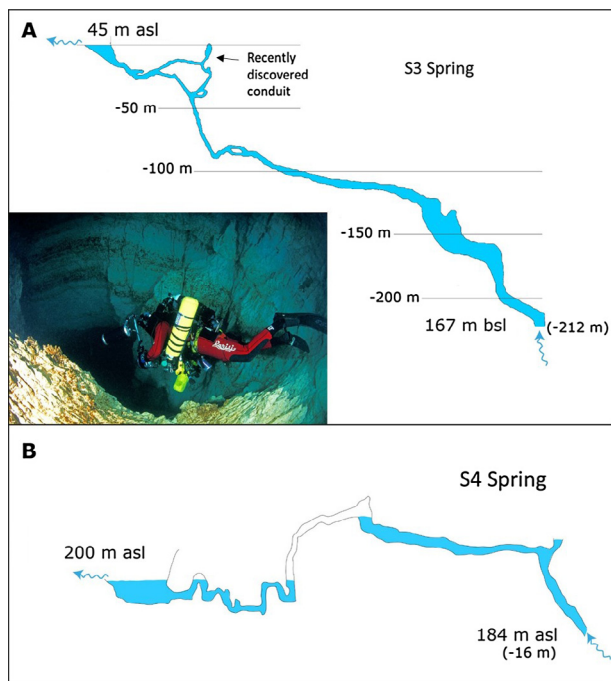 A
45 m asl
Recently
discovered
conduit
S3 Spring
-50 m
-100 m
-150 m
-200 m
167 m bsl
(-212 m)
B
S4 Spring
200 m asl
184 m asl
(-16 m)